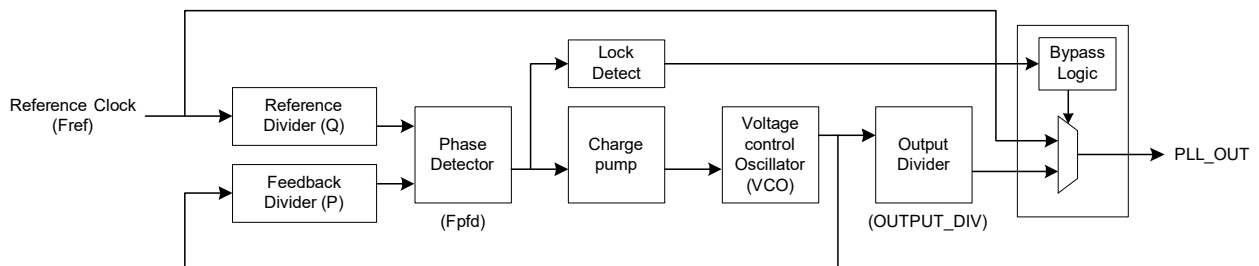 Reference Clock
(Fref)
Reference
Divider (Q)
Feedback
Divider (P)
Phase
Detector
(Fpfd)
Lock
Detect
Charge
pump
Voltage
control
Oscillator
(VCO)
Output
Divider
(OUTPUT_DIV)
Bypass
Logic
PLL_OUT